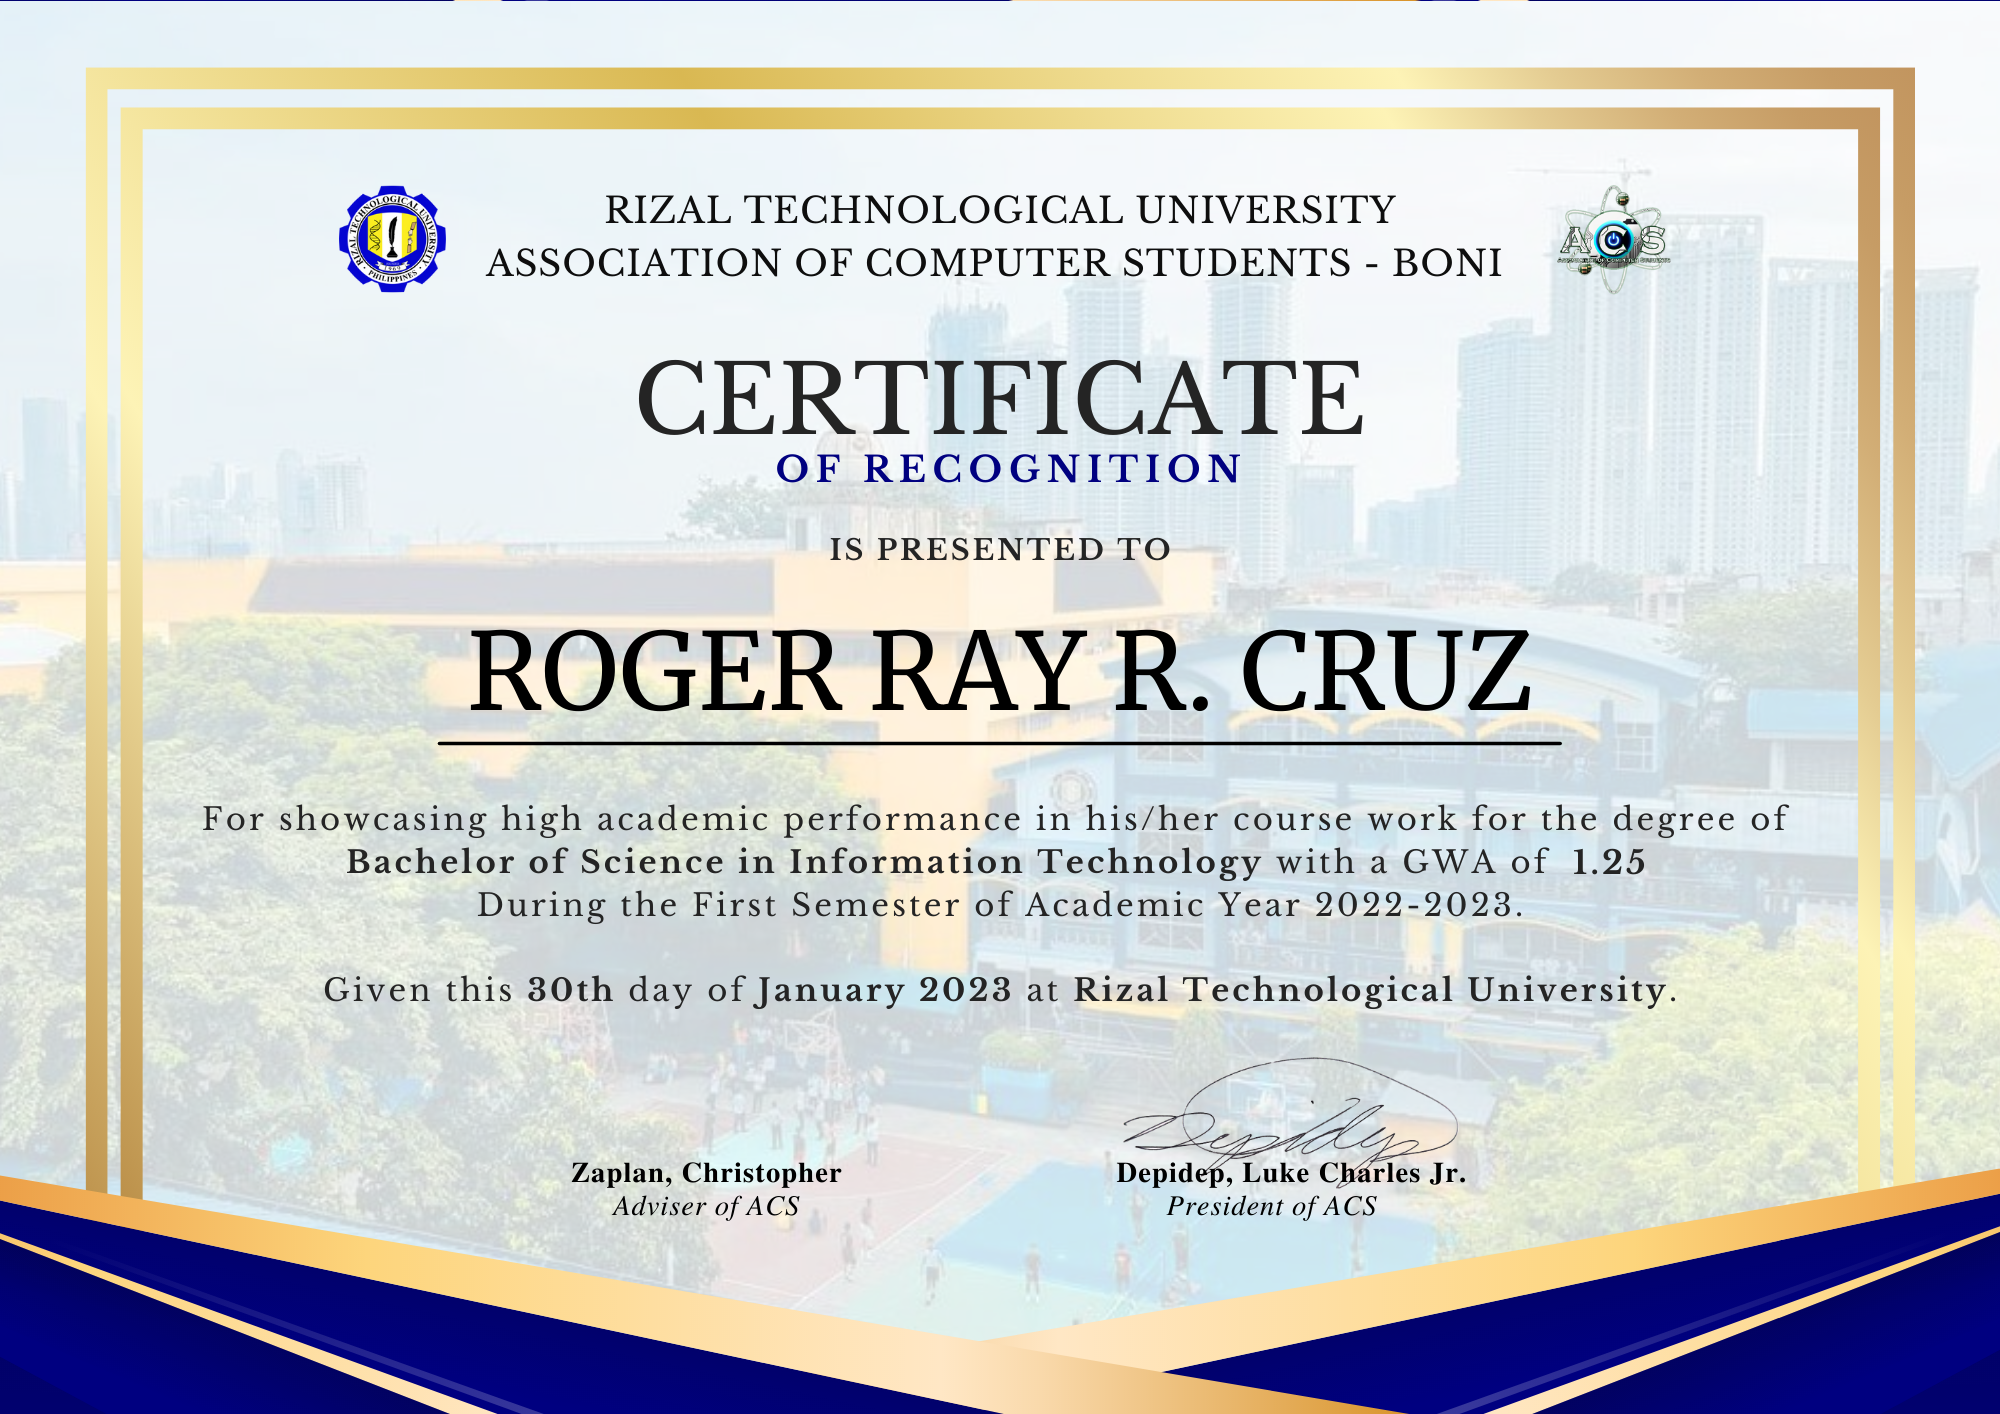 RIZAL TECHNOLOGICAL UNIVERSITY
ASSOCIATION OF COMPUTER STUDENTS - BONI
RIZAL TECHNOLOGICAL UNIVERSITY
PHILIPPINES
ACS
CERTIFICATE
OF RECOGNITION
IS PRESENTED TO
ROGER RAY R. CRUZ
For showcasing high academic performance in his/her course work for the degree of
Bachelor of Science in Information Technology with a GWA of 1.25
During the First Semester of Academic Year 2022-2023.
Given this 30th day of January 2023 at Rizal Technological University.
Depidep
Zaplan, Christopher
Adviser of ACS
Depidep, Luke Charles Jr.
President of ACS